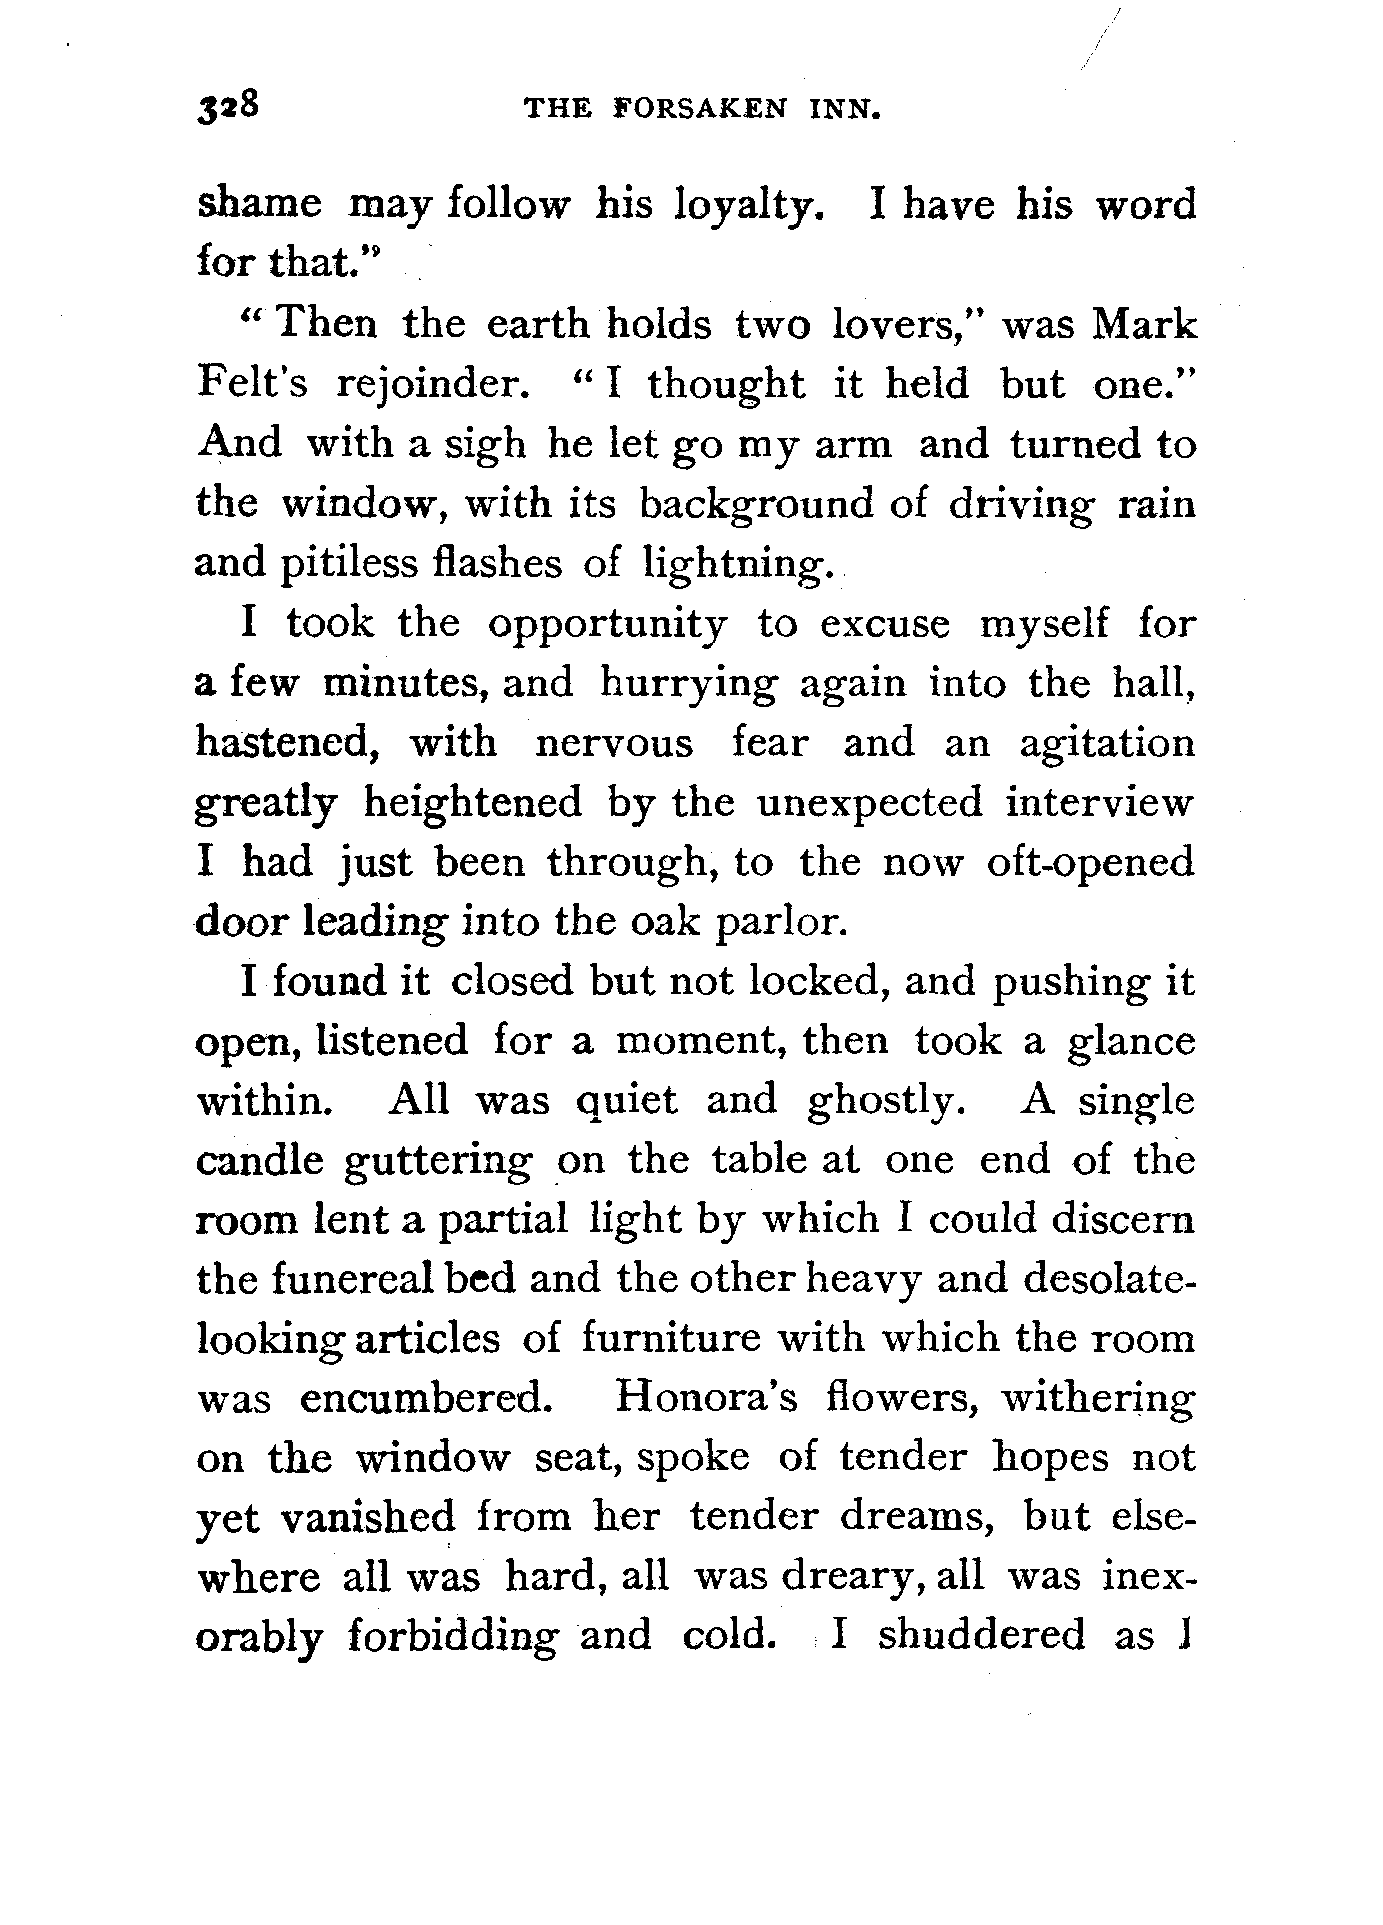 328 THE FORSAKEN INN.
shame may follow his loyalty. I have his word
for that."
" Then the earth holds two lovers," was Mark
Felt's rejoinder. " I thought it held but one."
And with a sigh he let go my arm and turned to
the window, with its background of driving rain
and pitiless flashes of lightning.
I took the opportunity to excuse myself for
a few minutes, and hurrying again into the hall,
hastened, with nervous fear and an agitation
greatly heightened by the unexpected interview
I had just been through, to the now oft-opened
door leading into the oak parlor.
I found it closed but not locked, and pushing it
open, listened for a moment, then took a glance
within. All was quiet and ghostly. A single
candle guttering on the table at one end of the
room lent a partial light by which I could discern
the funereal bed and the other heavy and desolate-
looking articles of furniture with which the room
was encumbered. Honora's flowers, withering
on the window seat, spoke of tender hopes not
yet vanished from her tender dreams, but else-
where all was hard, all was dreary, all was inex-
orably forbidding and cold. I shuddered as I